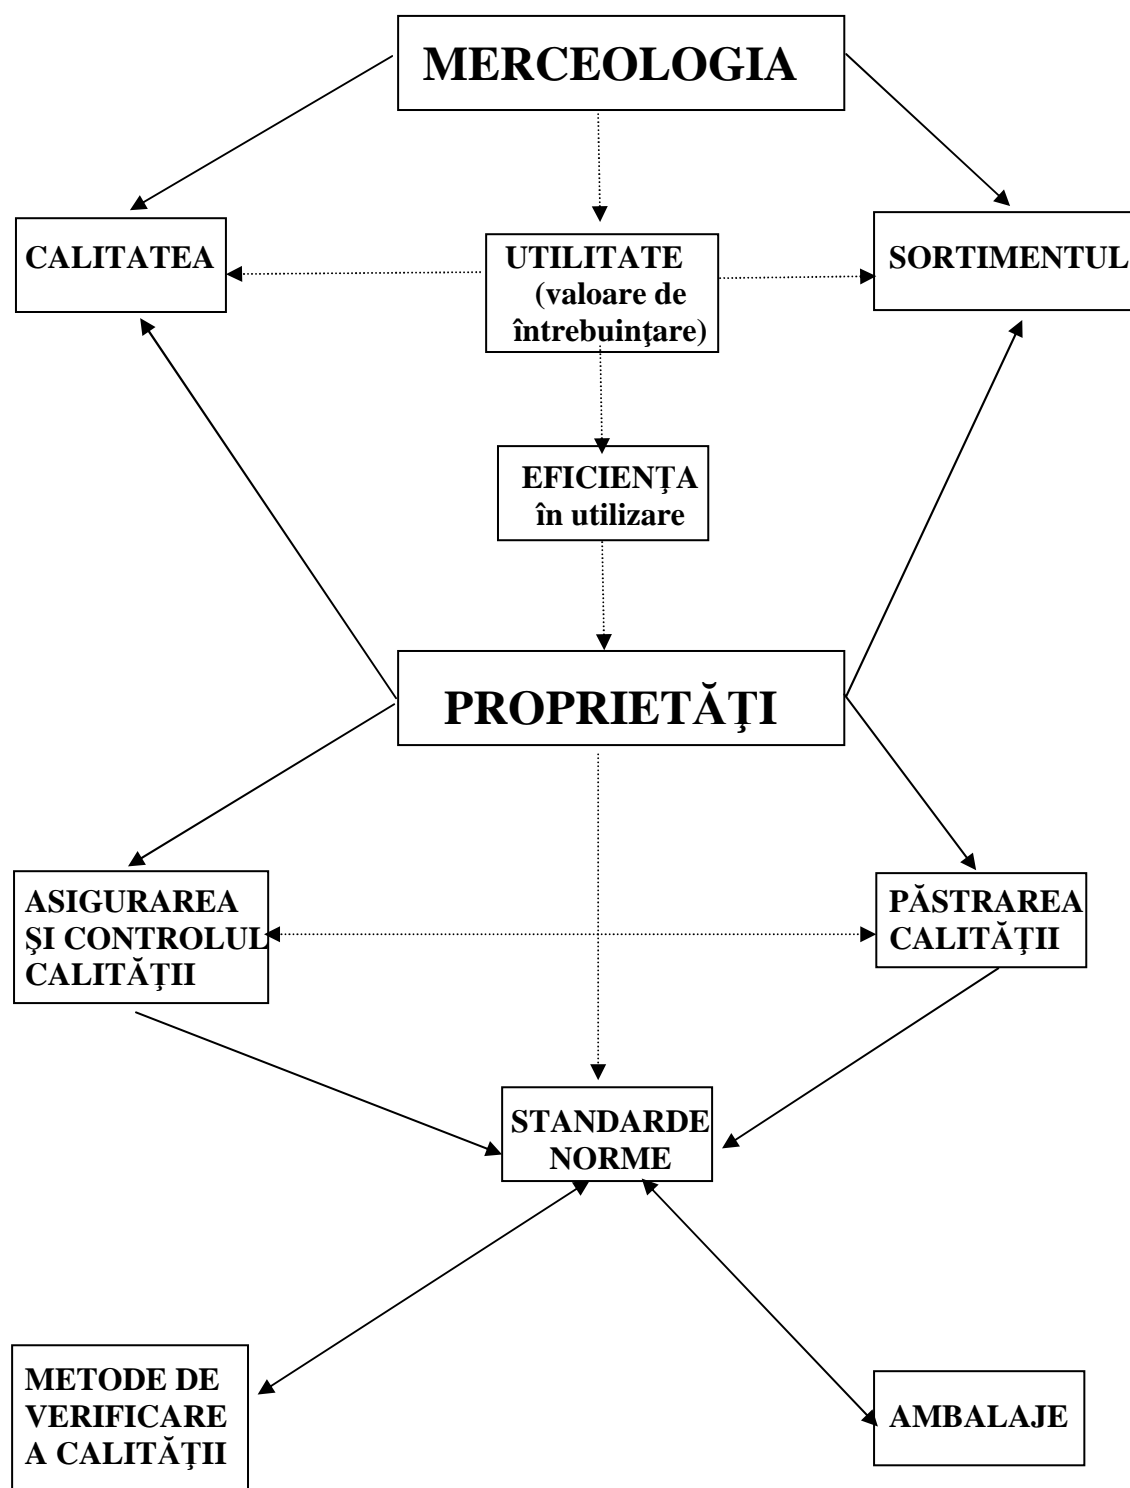 MERCEOLOGIA
CALITATEA
UTILITATE
(valoare de
întrebuinţare)
SORTIMENTUL
EFICIENŢA
în utilizare
PROPRIETĂŢI
ASIGURAREA
ŞI CONTROLUL
CALITĂŢII
PĂSTRAREA
CALITĂŢII
STANDARDE
NORME
METODE DE
VERIFICARE
A CALITĂŢII
AMBALAJE